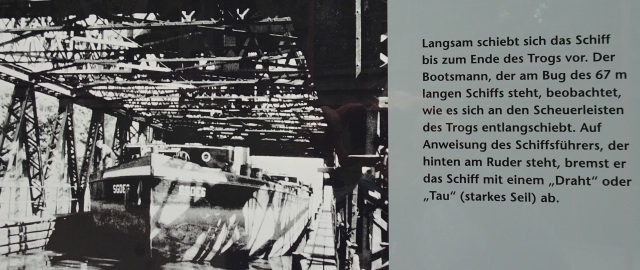 Langsam schiebt sich das Schiff
bis zum Ende des Trogs vor. Der
Bootsmann, der am Bug des 67 m
langen Schiffs steht, beobachtet,
wie es sich an den Scheuerleisten
des Trogs entlangschiebt. Auf
Anweisung des Schiffsführers, der
hinten am Ruder steht, bremst er
das Schiff mit einem „Draht“ oder
„Tau“ (starkes Seil) ab.